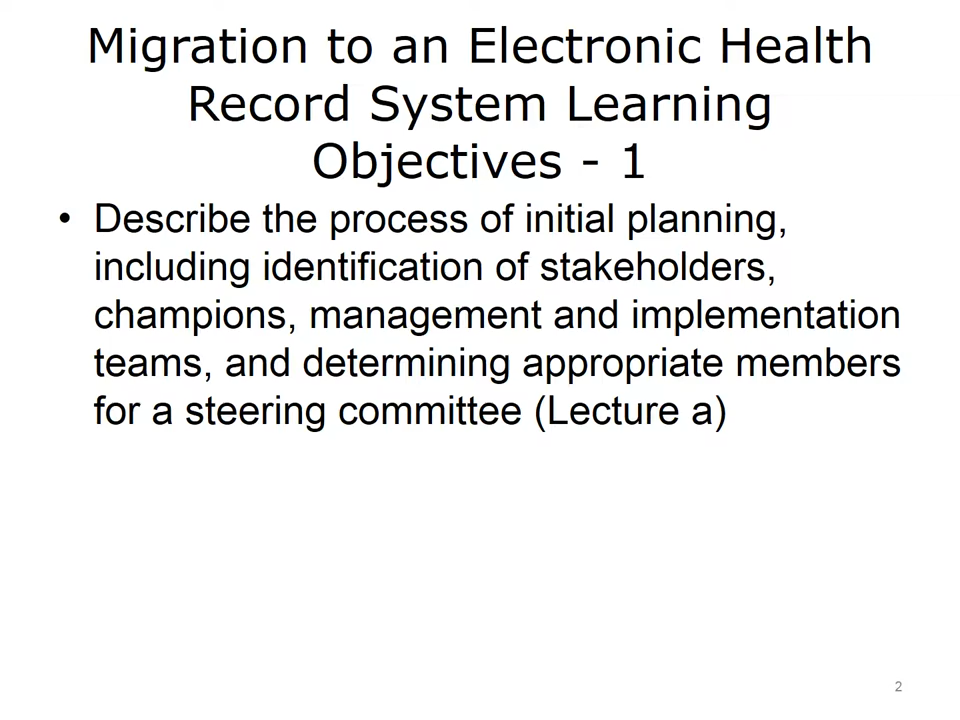 Migration to an Electronic Health
Record System Learning
Objectives - 1
• Describe the process of initial planning,
including identification of stakeholders,
champions, management and implementation
teams, and determining appropriate members
for a steering committee (Lecture a)
2